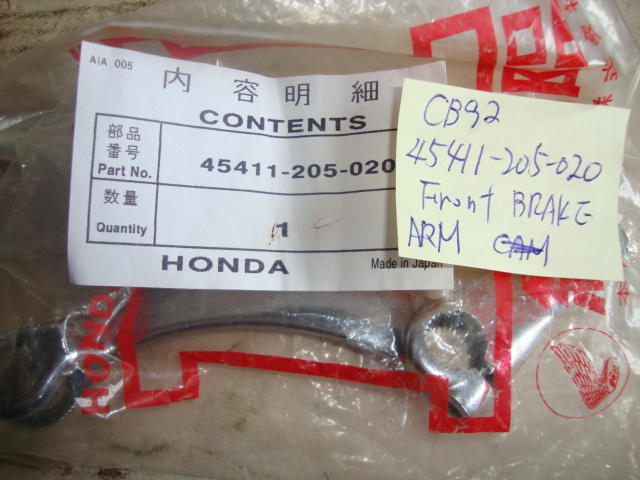 AIA 005
内容明細
CONTENTS
部品
番号
Part No. 45411-205-020
数量
Quantity 1
HONDA Made in Japan
CB92
45411-205-020
Front BRAKE
ARM CAM
HOND